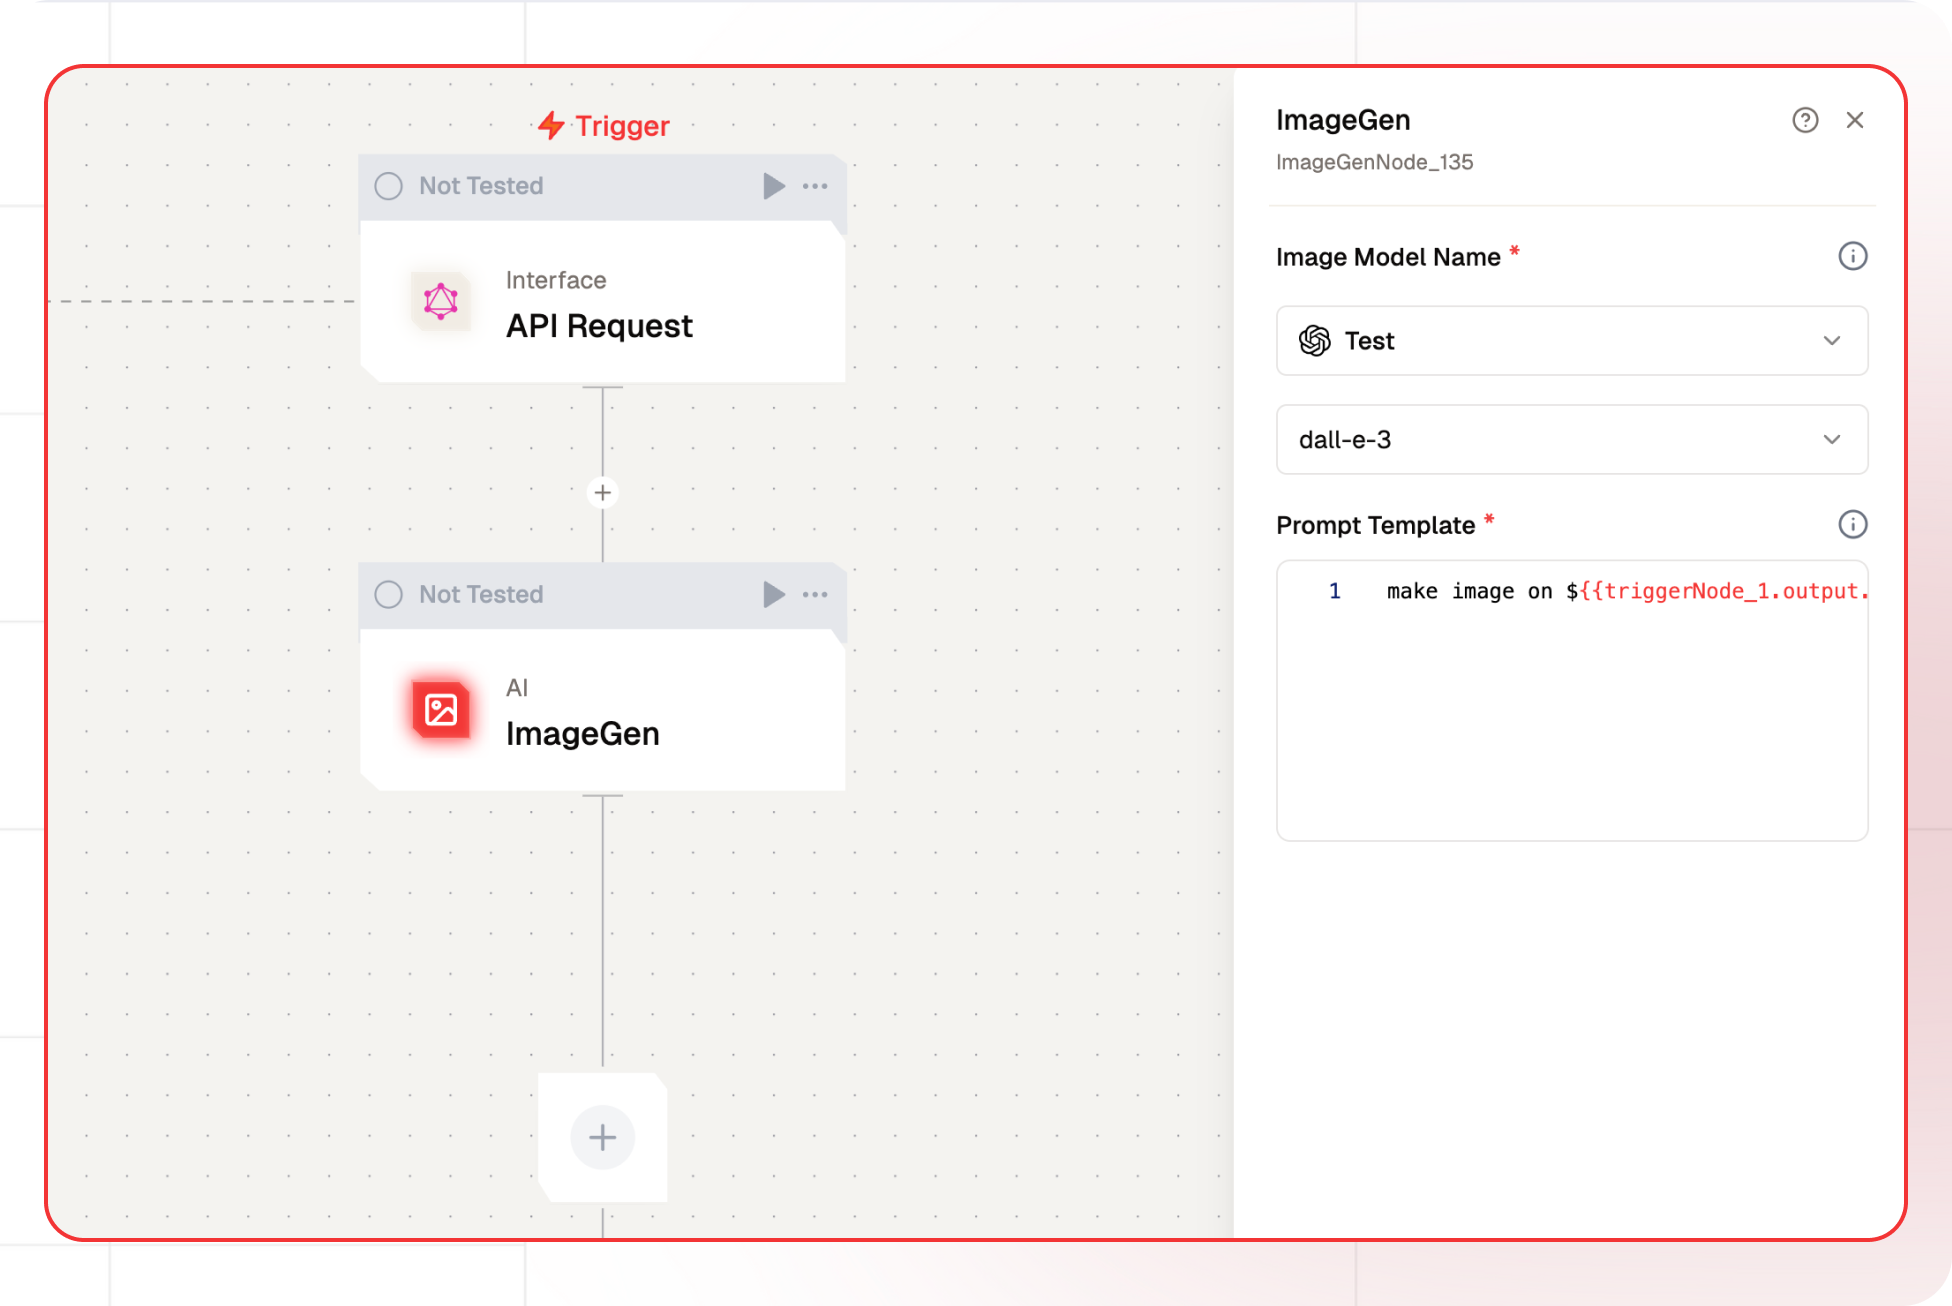 Trigger
Not Tested
Interface
API Request
Not Tested
AI
ImageGen
ImageGen
ImageGenNode_135
Image Model Name *
Test
dall-e-3
Prompt Template *
1 make image on ${{triggerNode_1.output.